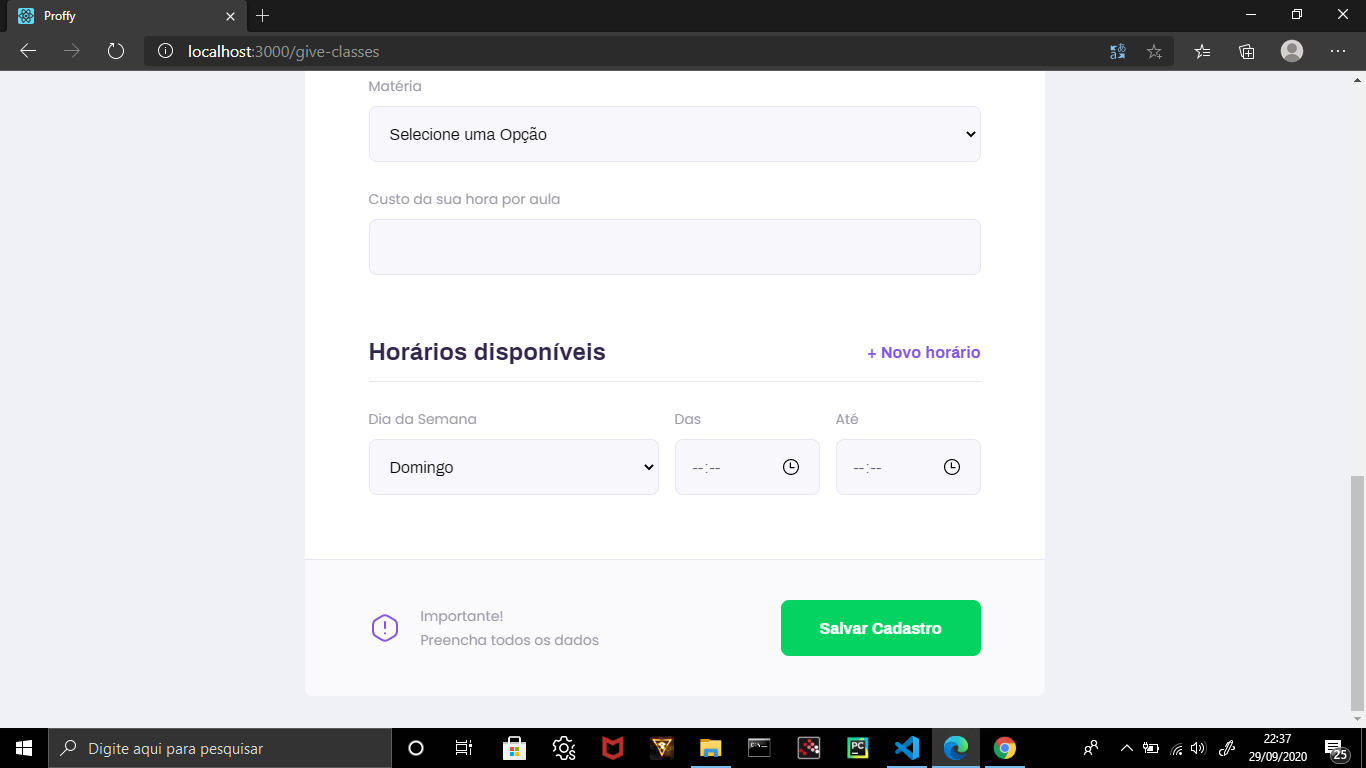 Proffy
localhost:3000/give-classes
Matéria
Selecione uma Opção
Custo da sua hora por aula
Horários disponíveis
+ Novo horário
Dia da Semana
Das
Até
Domingo
--:--
--:--
Importante!
Preencha todos os dados
Salvar Cadastro
Digite aqui para pesquisar
PC
22:37
29/09/2020
25